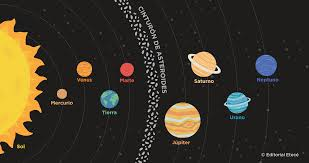 CINTURÓN DE ASTEROIDES
Venus
Marte
Saturno
Neptuno
Mercurio
Tierra
Urano
Júpiter
Sol
© Editorial Etecé